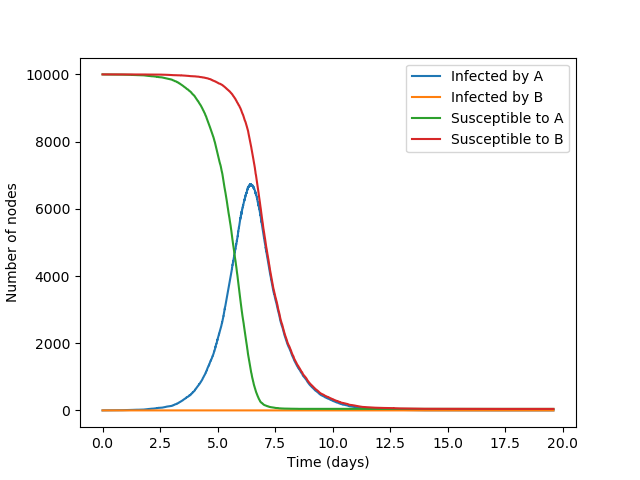 Infected by A
Infected by B
Susceptible to A
Susceptible to B
Number of nodes
10000
8000
6000
4000
2000
0
0.0 2.5 5.0 7.5 10.0 12.5 15.0 17.5 20.0
Time (days)